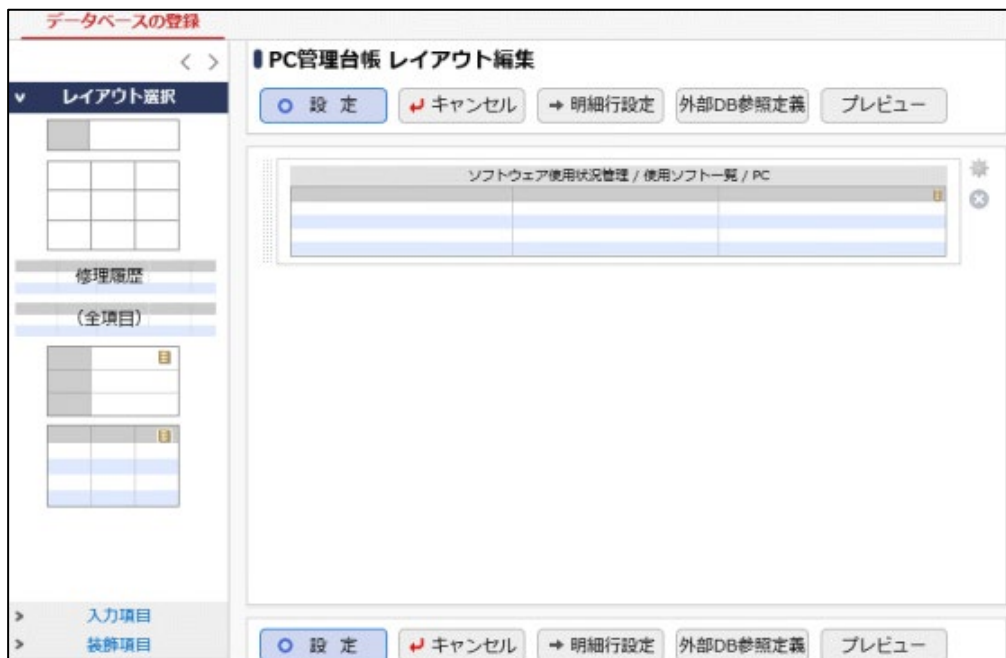 データベースの登録
レイアウト選択
修理履歴
(全項目)
入力項目
装飾項目
PC管理台帳 レイアウト編集
設 定
キャンセル
明細行設定
外部DB参照定義
プレビュー
ソフトウェア使用状況管理 / 使用ソフト一覧 / PC
設 定
キャンセル
明細行設定
外部DB参照定義
プレビュー